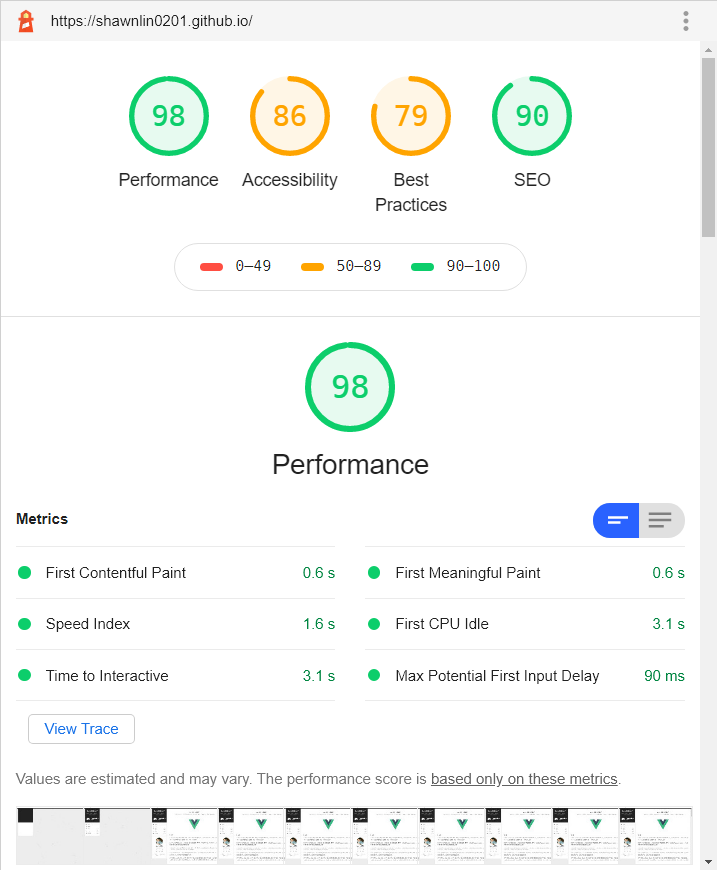 https://shawnlin0201.github.io/
98 86 79 90
Performance Accessibility Best Practices SEO
0–49 50–89 90–100
98
Performance
Metrics
First Contentful Paint 0.6 s First Meaningful Paint 0.6 s
Speed Index 1.6 s First CPU Idle 3.1 s
Time to Interactive 3.1 s Max Potential First Input Delay 90 ms
View Trace
Values are estimated and may vary. The performance score is based only on these metrics.